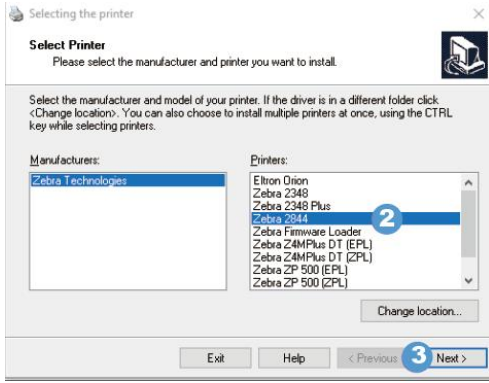 Selecting the printer
Select Printer
Please select the manufacturer and printer you want to install.
Select the manufacturer and model of your printer. If the driver is in a different folder click
<Change location>. You can also choose to install multiple printers at once, using the CTRL
key while selecting printers.
Manufacturers:
Zebra Technologies
Printers:
Eltron Orion
Zebra 2348
Zebra 2348 Plus
Zebra 2844
2
Zebra Firmware Loader
Zebra Z4MPlus DT (EPL)
Zebra Z4MPlus DT (ZPL)
Zebra ZP 500 (EPL)
Zebra ZP 500 (ZPL)
Change location...
Exit
Help
< Previous
3
Next >